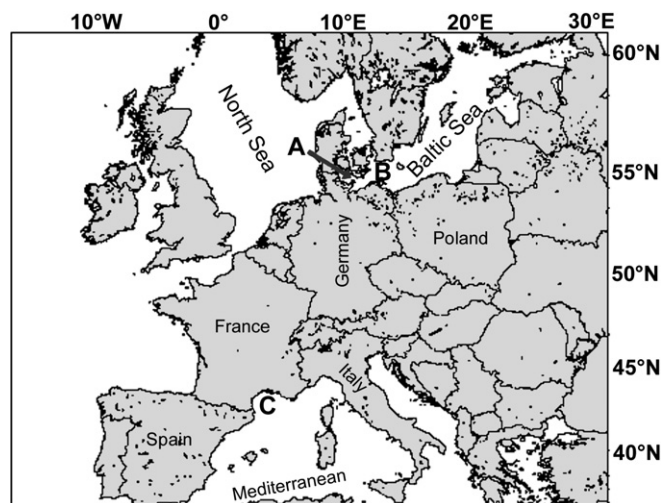 10°W 0° 10°E 20°E 30°E
60°N
North Sea
Baltic Sea
A
B
55°N
Germany
Poland
50°N
France
45°N
Italy
C
Spain
40°N
Mediterranean